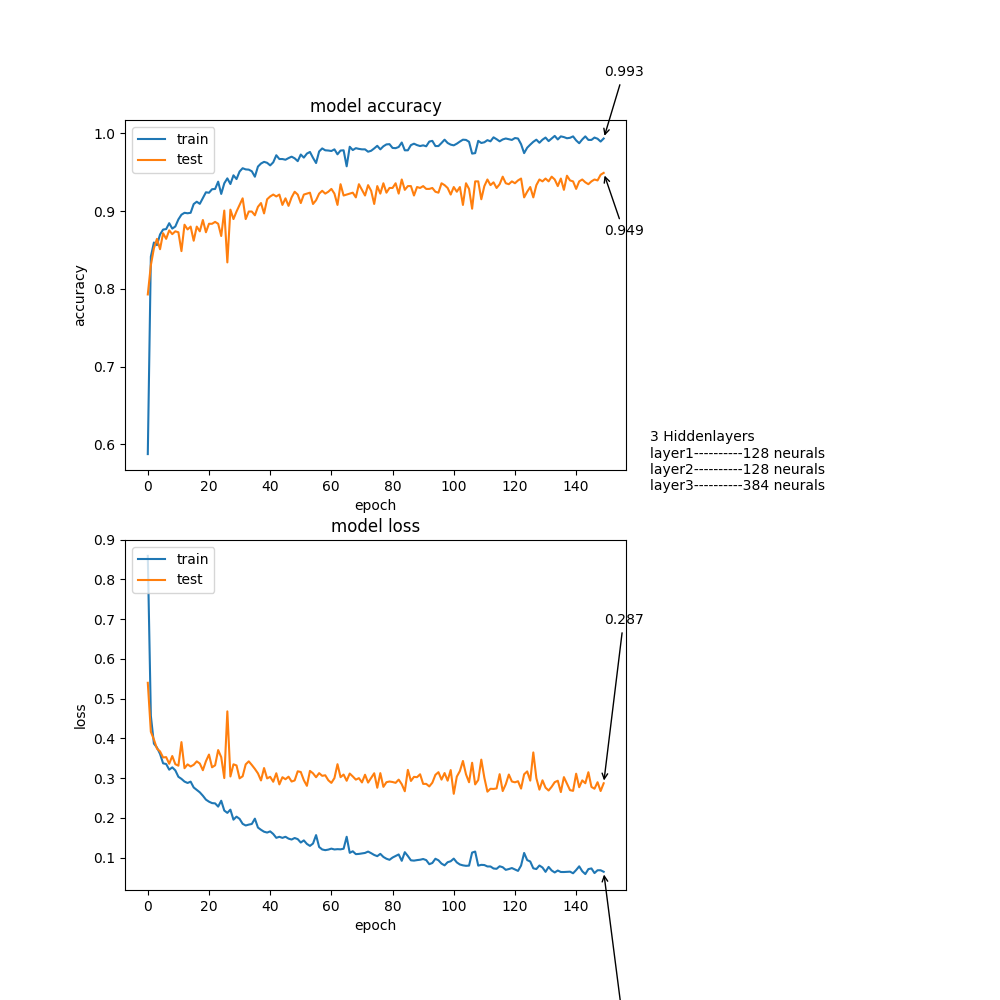 0.993
model accuracy
train
test
1.0
0.9
0.8
0.7
0.6
accuracy
0.949
0 20 40 60 80 100 120 140
epoch
3 Hiddenlayers
layer1----------128 neurals
layer2----------128 neurals
layer3----------384 neurals
model loss
train
test
0.9
0.8
0.7
0.6
0.5
0.4
0.3
0.2
0.1
loss
0.287
0 20 40 60 80 100 120 140
epoch